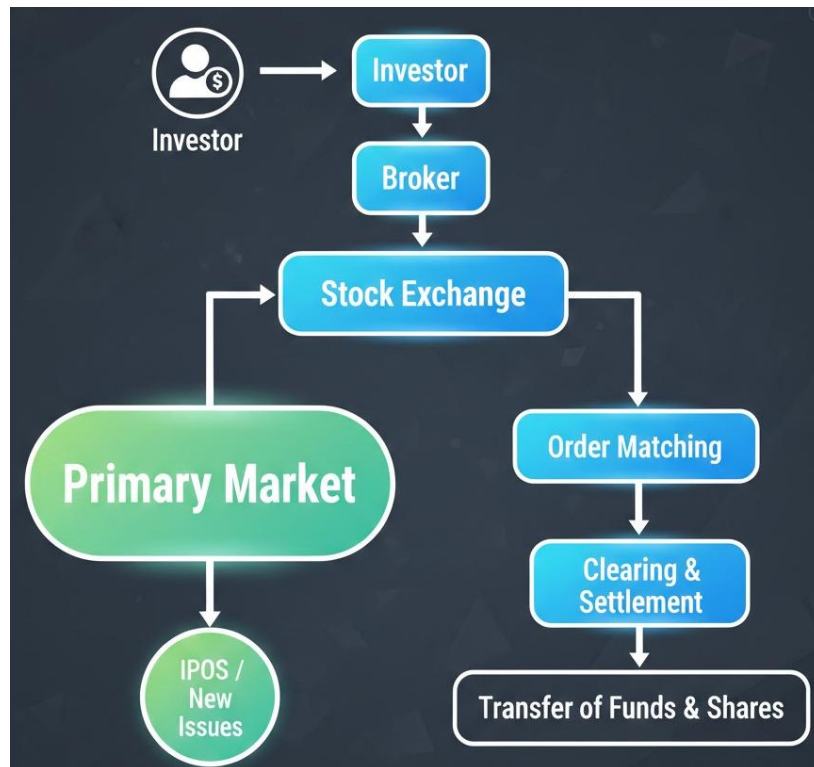 Investor
$
Investor
Broker
Stock Exchange
Primary Market
Order Matching
Clearing &
Settlement
IPOS /
New
Issues
Transfer of Funds & Shares